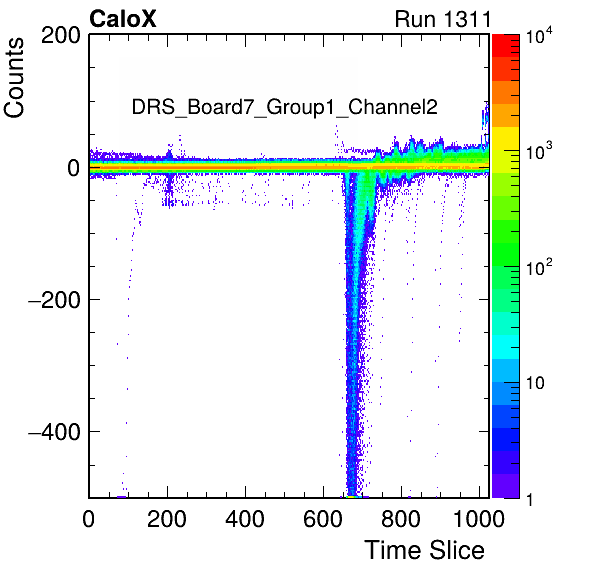 CaloX Run 1311
Counts
DRS_Board7_Group1_Channel2
200
0
−200
−400
0 200 400 600 800 1000
Time Slice
10^4
10^3
10^2
10
1